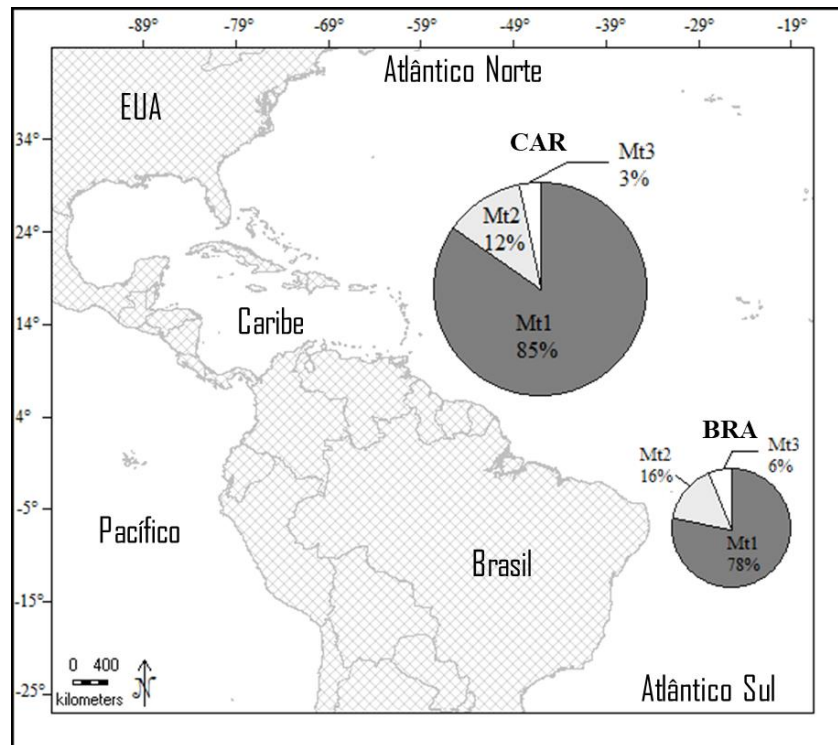 -89° -79° -69° -59° -49° -39° -29° -19°
Atlântico Norte
EUA
34°
CAR
Mt3
3%
Mt2
12%
24°
Caribe
14°
Mt1
85%
4°
BRA
Mt2
16%
Mt3
6%
-5°
Pacífico
Brasil
Mt1
78%
-15°
0 400
kilometers
N
-25°
Atlântico Sul